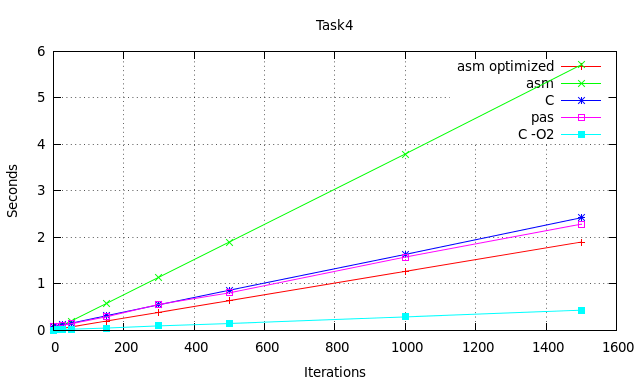 Task4
6
5
4
3
2
1
0
Seconds
asm optimized
asm
C
pas
C -O2
0 200 400 600 800 1000 1200 1400 1600
Iterations